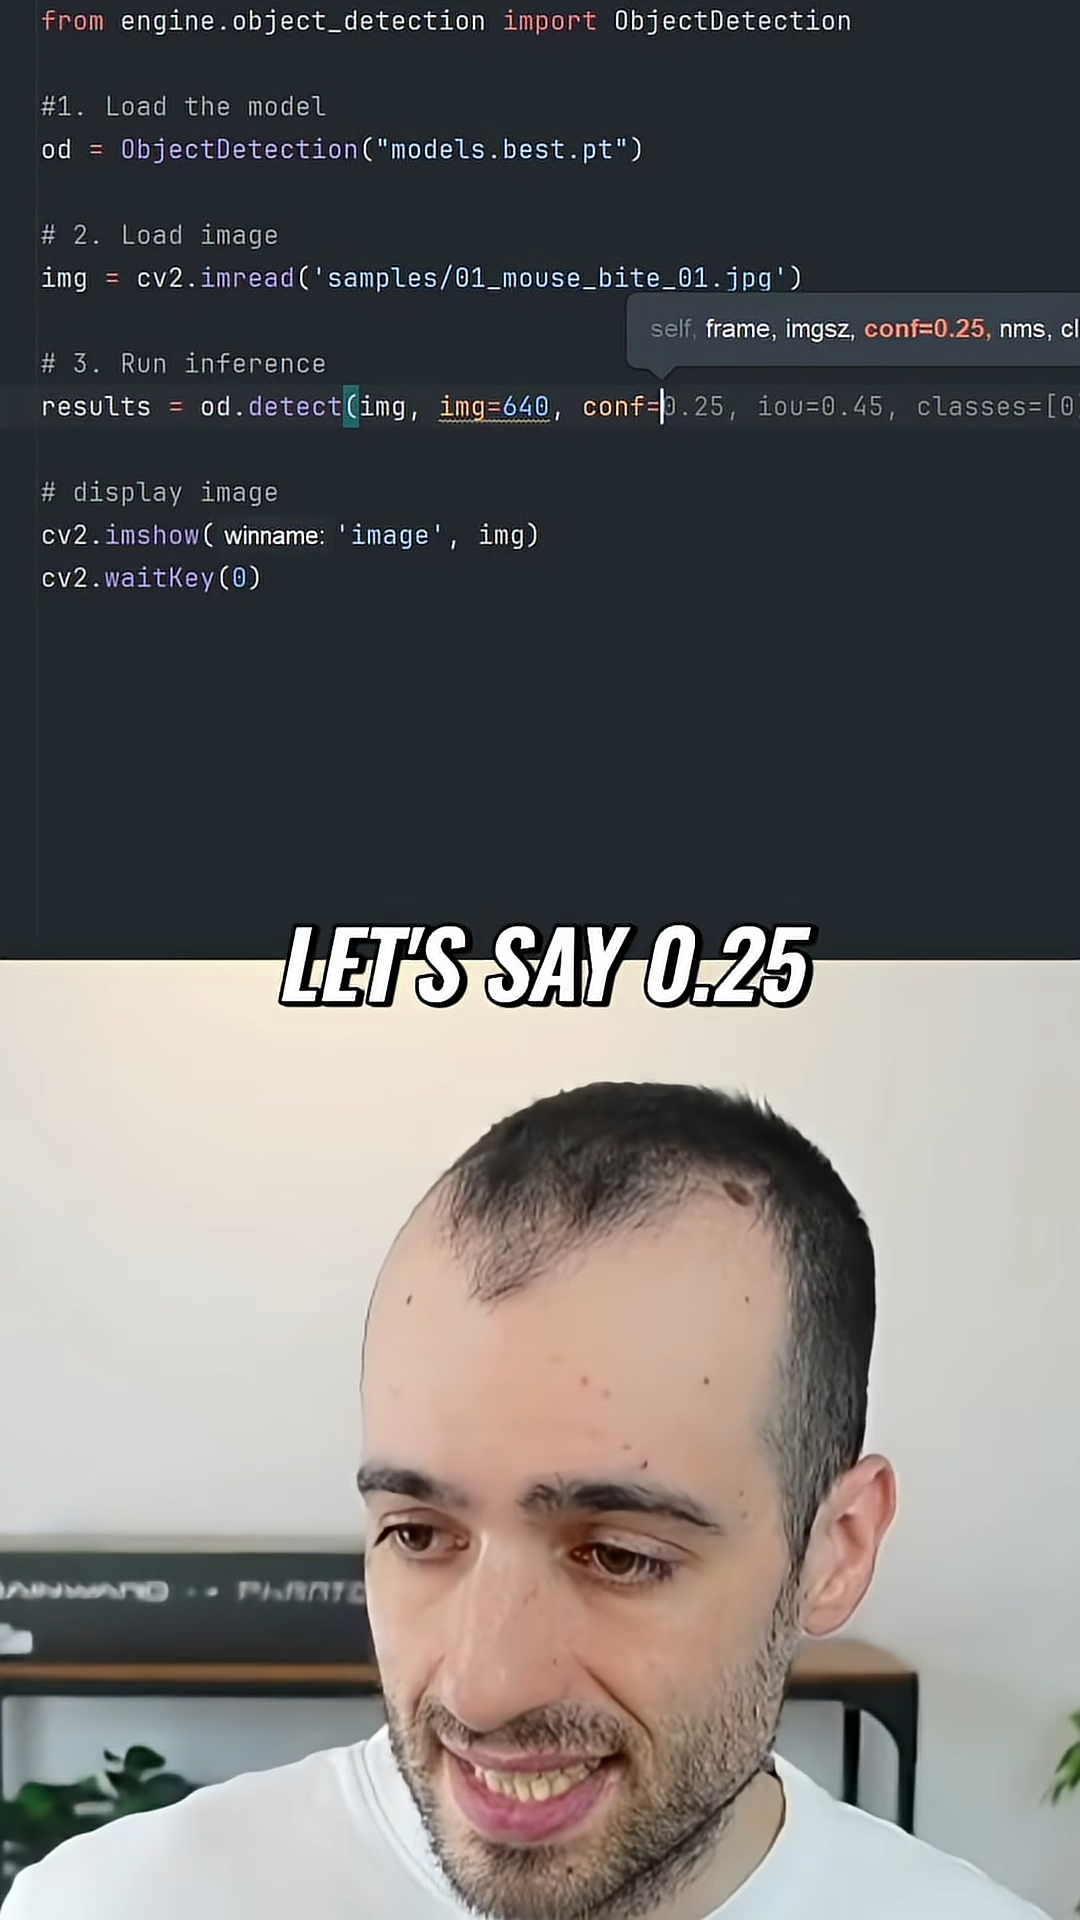 from engine.object_detection import ObjectDetection
#1. Load the model
od = ObjectDetection("models.best.pt")
# 2. Load image
img = cv2.imread('samples/01_mouse_bite_01.jpg')
self, frame, imgsz, conf=0.25, nms, cl
# 3. Run inference
results = od.detect(img, img=640, conf=0.25, iou=0.45, classes=[0
# display image
cv2.imshow( winname: 'image', img)
cv2.waitKey(0)
LET'S SAY 0.25